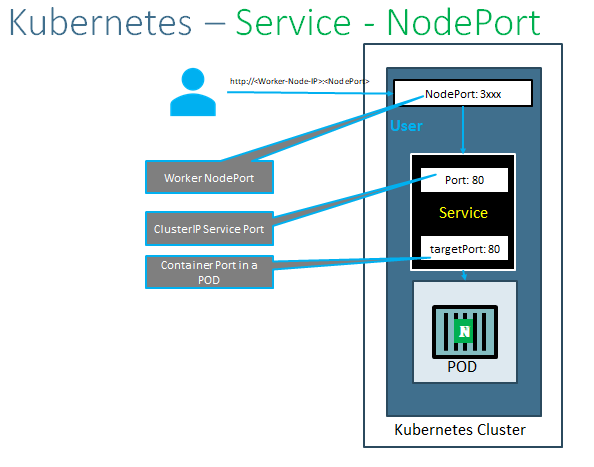 Kubernetes – Service - NodePort
http://<Worker-Node-IP>:<NodePort>
NodePort: 3xxx
User
Worker NodePort
Port: 80
ClusterIP Service Port
Service
targetPort: 80
Container Port in a
POD
N
POD
Kubernetes Cluster